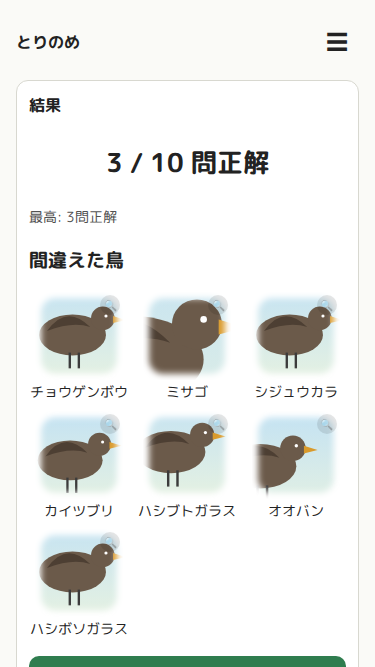 とりのめ
結果
3 / 10 問正解
最高: 3問正解
間違えた鳥
チョウゲンボウ
ミサゴ
シジュウカラ
カイツブリ
ハシブトガラス
オオバン
ハシボソガラス